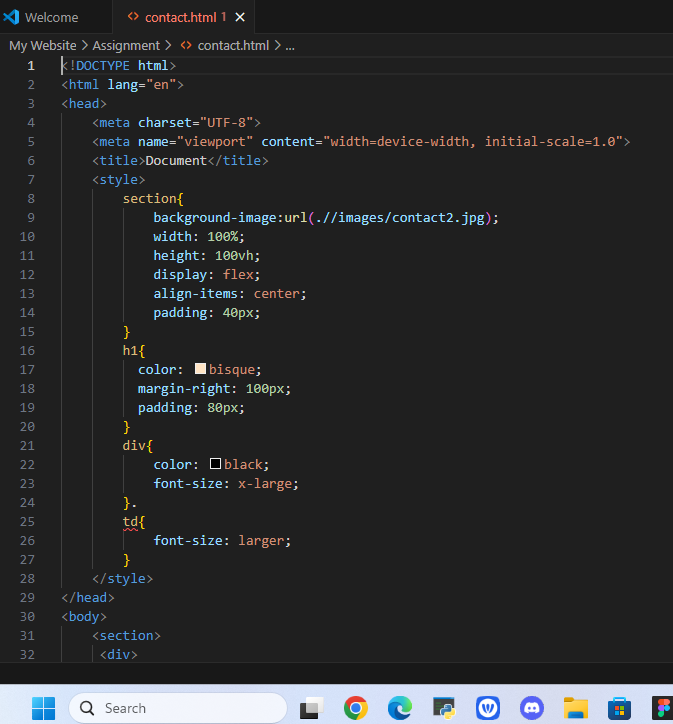 Welcome
contact.html 1
My Website > Assignment > contact.html > ...
1 <!DOCTYPE html>
2 <html lang="en">
3 <head>
4 <meta charset="UTF-8">
5 <meta name="viewport" content="width=device-width, initial-scale=1.0">
6 <title>Document</title>
7 <style>
8 section{
9 background-image:url(.//images/contact2.jpg);
10 width: 100%;
11 height: 100vh;
12 display: flex;
13 align-items: center;
14 padding: 40px;
15 }
16 h1{
17 color: bisque;
18 margin-right: 100px;
19 padding: 80px;
20 }
21 div{
22 color: black;
23 font-size: x-large;
24 }.
25 td{
26 font-size: larger;
27 }
28 </style>
29 </head>
30 <body>
31 <section>
32 <div>
Search